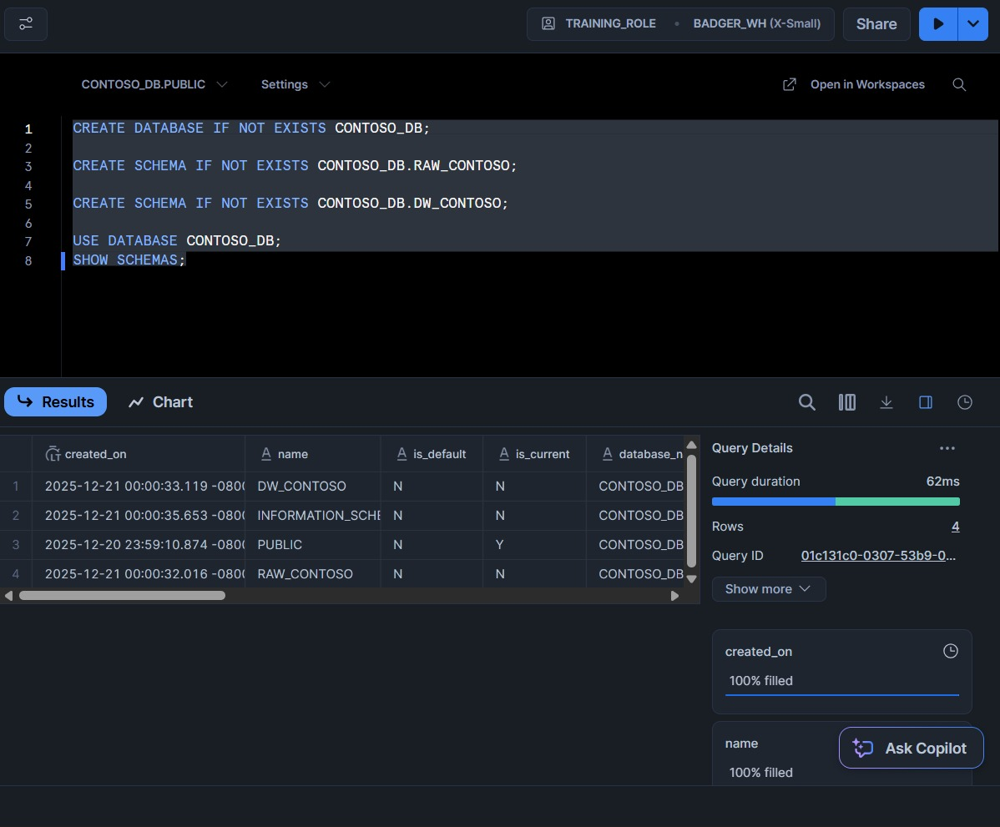 TRAINING_ROLE • BADGER_WH (X-Small) Share
CONTOSO_DB.PUBLIC Settings Open in Workspaces
1 CREATE DATABASE IF NOT EXISTS CONTOSO_DB;
2
3 CREATE SCHEMA IF NOT EXISTS CONTOSO_DB.RAW_CONTOSO;
4
5 CREATE SCHEMA IF NOT EXISTS CONTOSO_DB.DW_CONTOSO;
6
7 USE DATABASE CONTOSO_DB;
8 SHOW SCHEMAS;
Results Chart
created_on name is_default is_current database_n
1 2025-12-21 00:00:33.119 -080 DW_CONTOSO N N CONTOSO_DB
2 2025-12-21 00:00:35.653 -080 INFORMATION_SCHE N N CONTOSO_DB
3 2025-12-20 23:59:10.874 -080 PUBLIC N Y CONTOSO_DB
4 2025-12-21 00:00:32.016 -080 RAW_CONTOSO N N CONTOSO_DB
Query Details ...
Query duration 62ms
Rows 4
Query ID 01c131c0-0307-53b9-0...
Show more
created_on
100% filled
name
100% filled
Ask Copilot